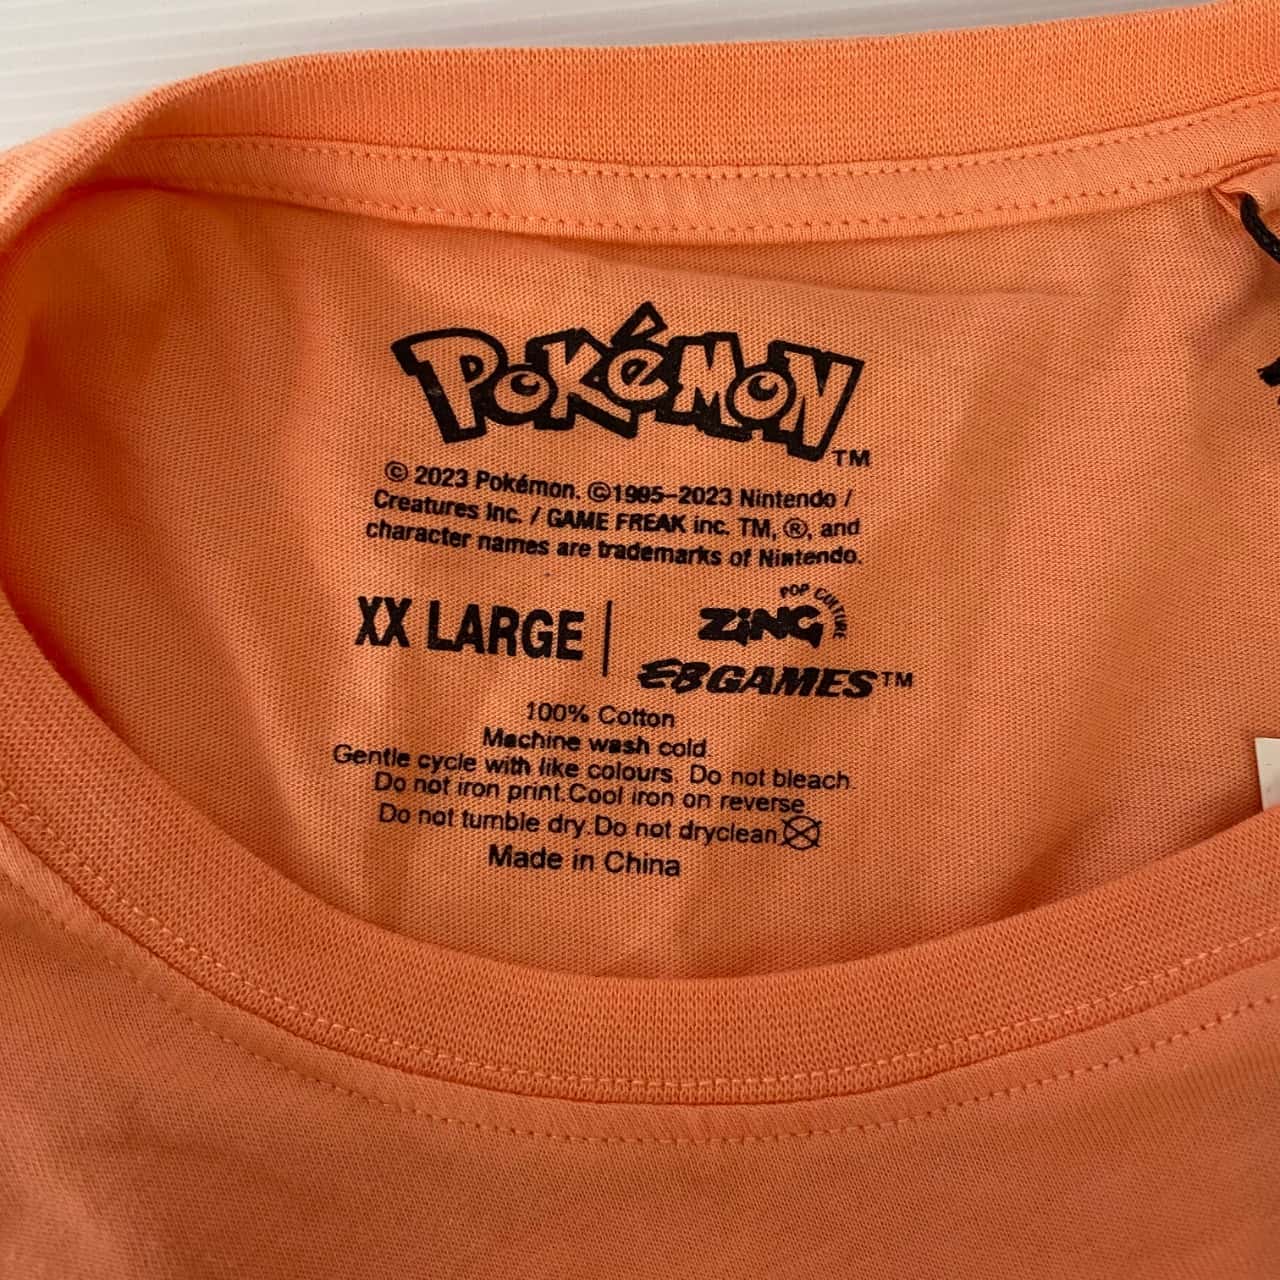 POKéMON™
© 2023 Pokémon. ©1995–2023 Nintendo /
Creatures Inc. / GAME FREAK inc. TM, ®, and
character names are trademarks of Nintendo.
XX LARGE
POP CULTURE
ZiNG
EB GAMES™
100% Cotton
Machine wash cold
Gentle cycle with like colours. Do not bleach.
Do not iron print.Cool iron on reverse
Do not tumble dry.Do not dryclean.
Made in China